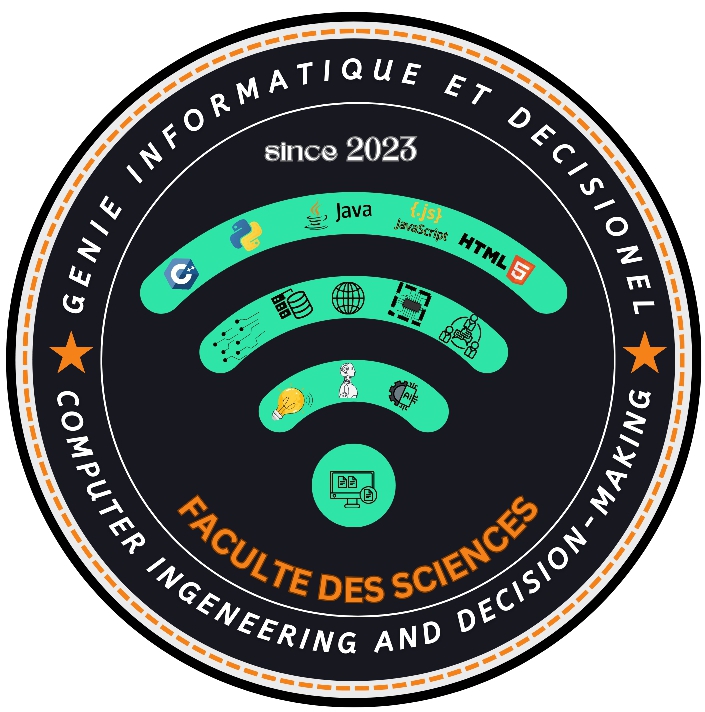 GENIE INFORMATIQUE ET DECISIONEL
since 2023
C++
Java
{.js}
JavaScript
HTML
5
AI
FACULTE DES SCIENCES
COMPUTER INGENEERING AND DECISION-MAKING